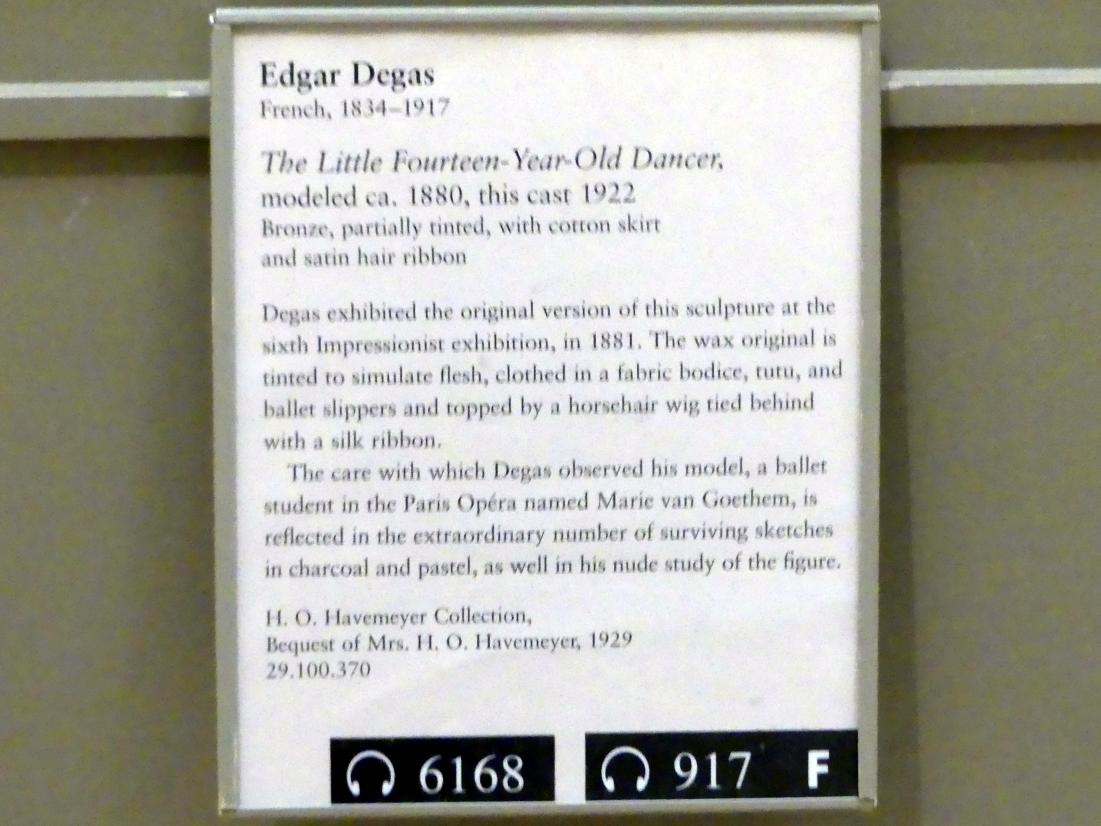 Edgar Degas
French, 1834–1917
The Little Fourteen-Year-Old Dancer,
modeled ca. 1880, this cast 1922
Bronze, partially tinted, with cotton skirt
and satin hair ribbon
Degas exhibited the original version of this sculpture at the
sixth Impressionist exhibition, in 1881. The wax original is
tinted to simulate flesh, clothed in a fabric bodice, tutu, and
ballet slippers and topped by a horsehair wig tied behind
with a silk ribbon.
The care with which Degas observed his model, a ballet
student in the Paris Opéra named Marie van Goethem, is
reflected in the extraordinary number of surviving sketches
in charcoal and pastel, as well in his nude study of the figure.
H. O. Havemeyer Collection,
Bequest of Mrs. H. O. Havemeyer, 1929
29.100.370
6168 917 F